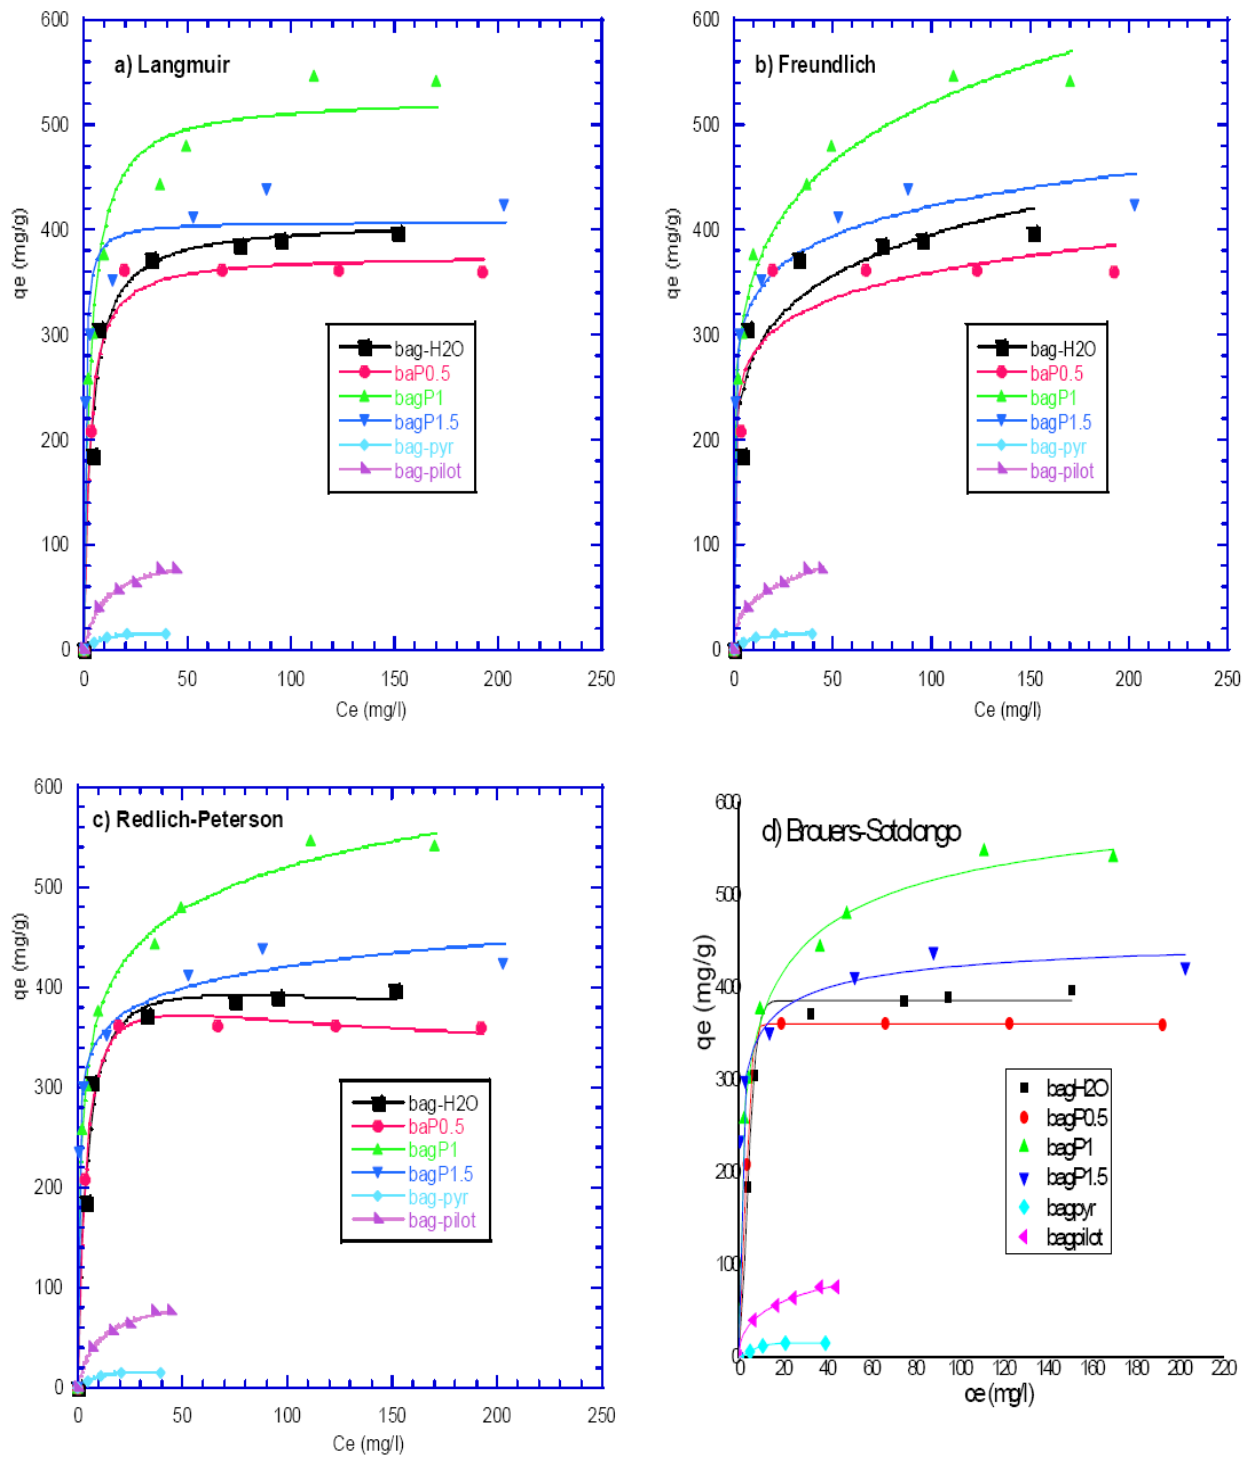 a) Langmuir
600
500
400
300
200
100
0
qe (mg/g)
bag-H2O
baP0.5
bagP1
bagP1.5
bag-pyr
bag-pilot
0 50 100 150 200 250
Ce (mg/l)
b) Freundlich
600
500
400
300
200
100
0
qe (mg/g)
bag-H2O
baP0.5
bagP1
bagP1.5
bag-pyr
bag-pilot
0 50 100 150 200 250
Ce (mg/l)
c) Redlich-Peterson
600
500
400
300
200
100
0
qe (mg/g)
bag-H2O
baP0.5
bagP1
bagP1.5
bag-pyr
bag-pilot
0 50 100 150 200 250
Ce (mg/l)
d) Brouers-Sotolongo
600
500
400
300
200
100
0
qe (mg/g)
bagH2O
bagP0.5
bagP1
bagP1.5
bagpyr
bagpilot
0 20 40 60 80 100 120 140 160 180 200 220
ce (mg/l)